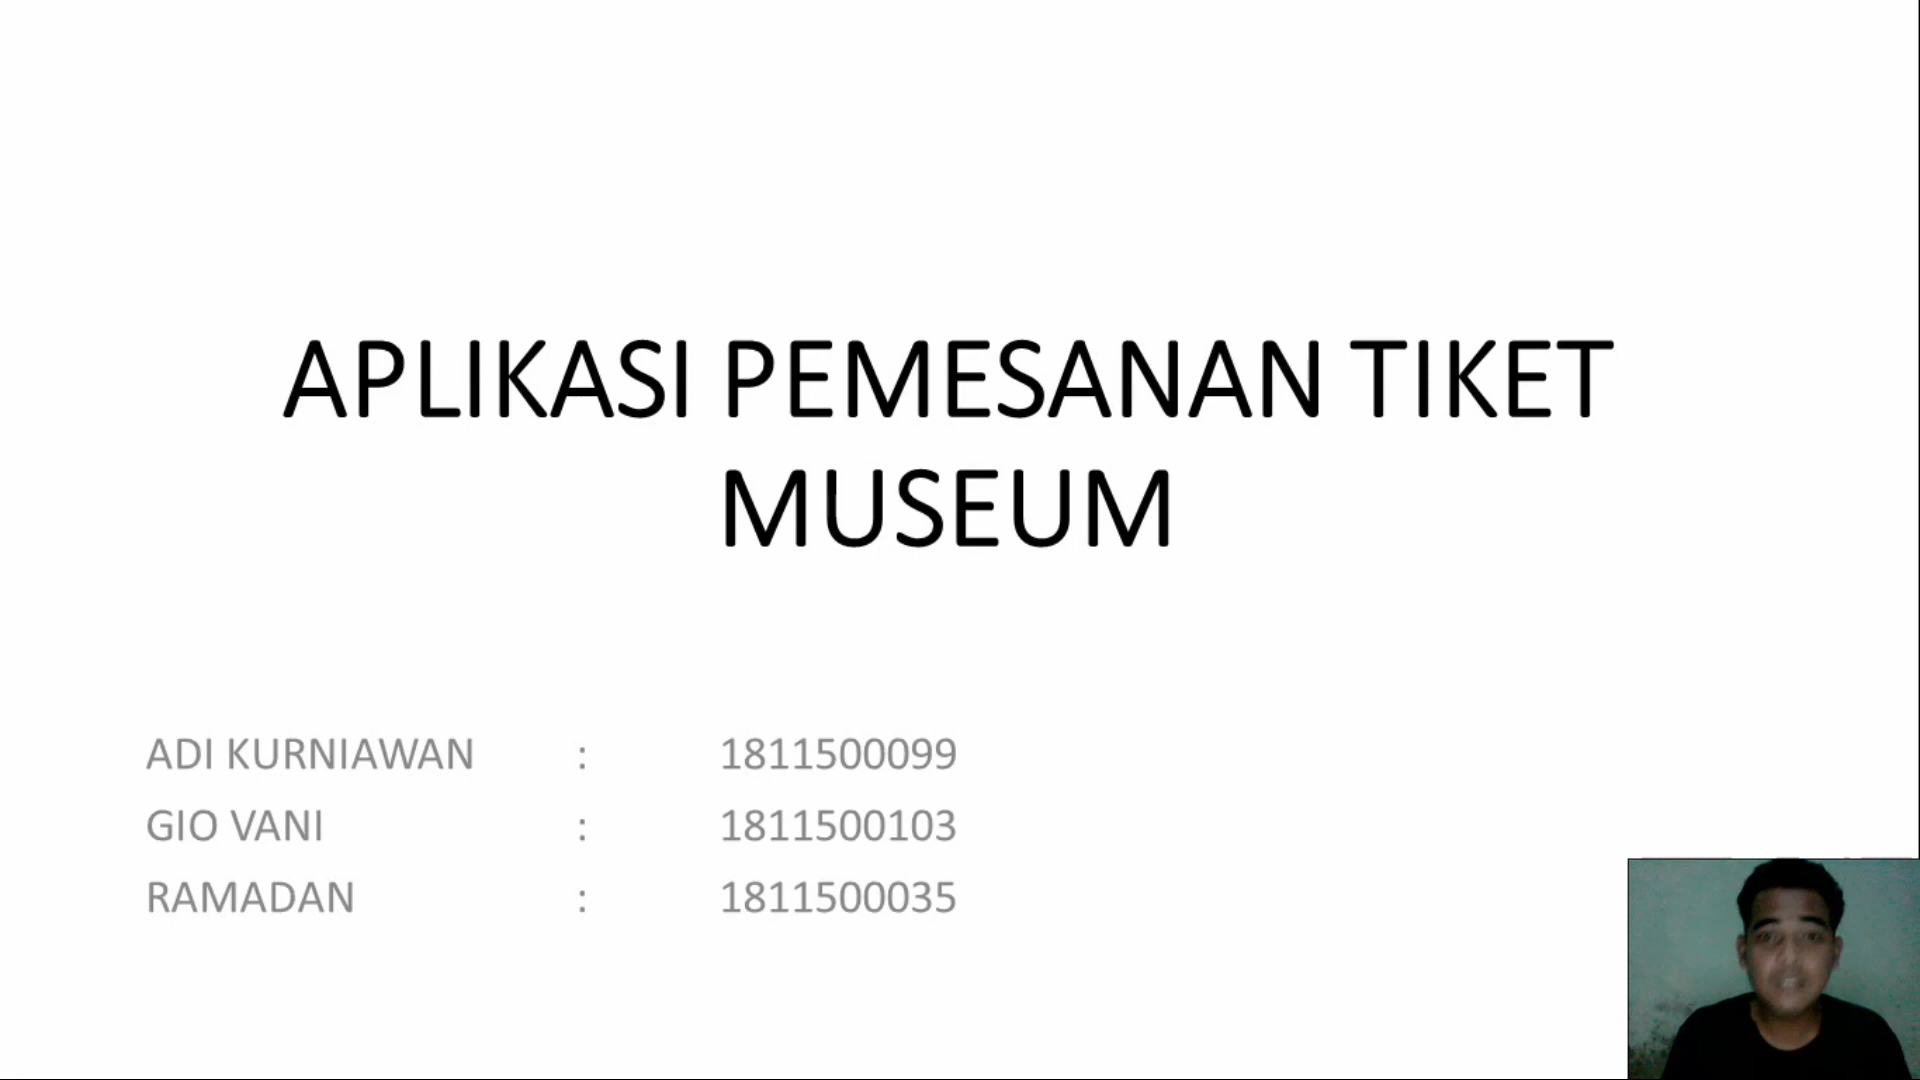 APLIKASI PEMESANAN TIKET
MUSEUM
ADI KURNIAWAN : 1811500099
GIO VANI : 1811500103
RAMADAN : 1811500035